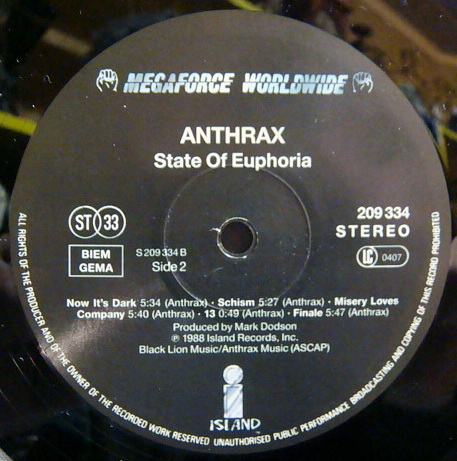 MEGAFORCE WORLDWIDE
ANTHRAX
State Of Euphoria
ST 33
BIEM
GEMA
S 209 334 B
Side 2
209 334
STEREO
LC 0407
Now It's Dark 5:34 (Anthrax) · Schism 5:27 (Anthrax) · Misery Loves
Company 5:40 (Anthrax) · 13 0:49 (Anthrax) · Finale 5:47 (Anthrax)
Produced by Mark Dodson
℗ 1988 Island Records, Inc.
Black Lion Music/Anthrax Music (ASCAP)
ISLAND
ALL RIGHTS OF THE PRODUCER AND OF THE OWNER OF THE RECORDED WORK RESERVED UNAUTHORISED PUBLIC PERFORMANCE BROADCASTING AND COPYING OF THIS RECORD PROHIBITED